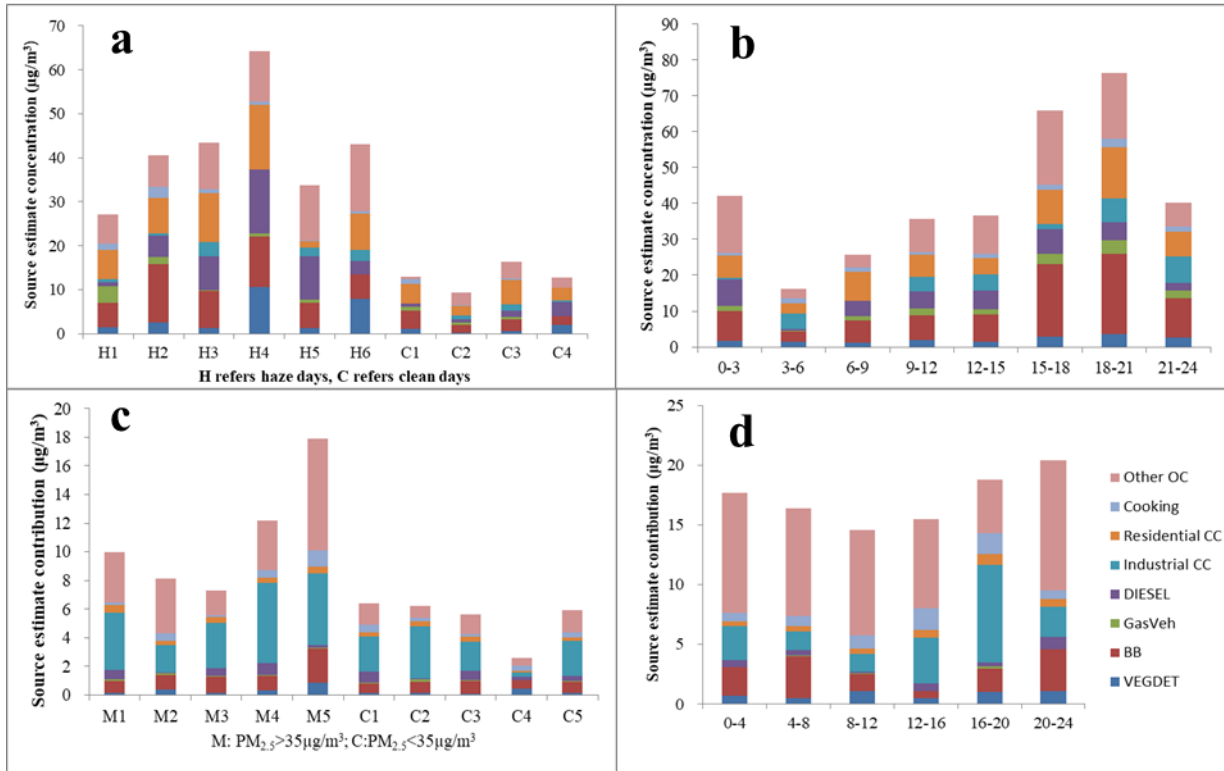 a
Source estimate concentration (µg/m³)
70
60
50
40
30
20
10
0
H1 H2 H3 H4 H5 H6 C1 C2 C3 C4
H refers haze days, C refers clean days
b
Source estimate concentration (µg/m³)
90
80
70
60
50
40
30
20
10
0
0-3 3-6 6-9 9-12 12-15 15-18 18-21 21-24
c
Source estimate contribution (µg/m³)
20
18
16
14
12
10
8
6
4
2
0
M1 M2 M3 M4 M5 C1 C2 C3 C4 C5
M: PM₂.₅>35µg/m³; C:PM₂.₅<35µg/m³
d
Source estimate contribution (µg/m³)
25
20
15
10
5
0
0-4 4-8 8-12 12-16 16-20 20-24
Other OC
Cooking
Residential CC
Industrial CC
DIESEL
GasVeh
BB
VEGDET